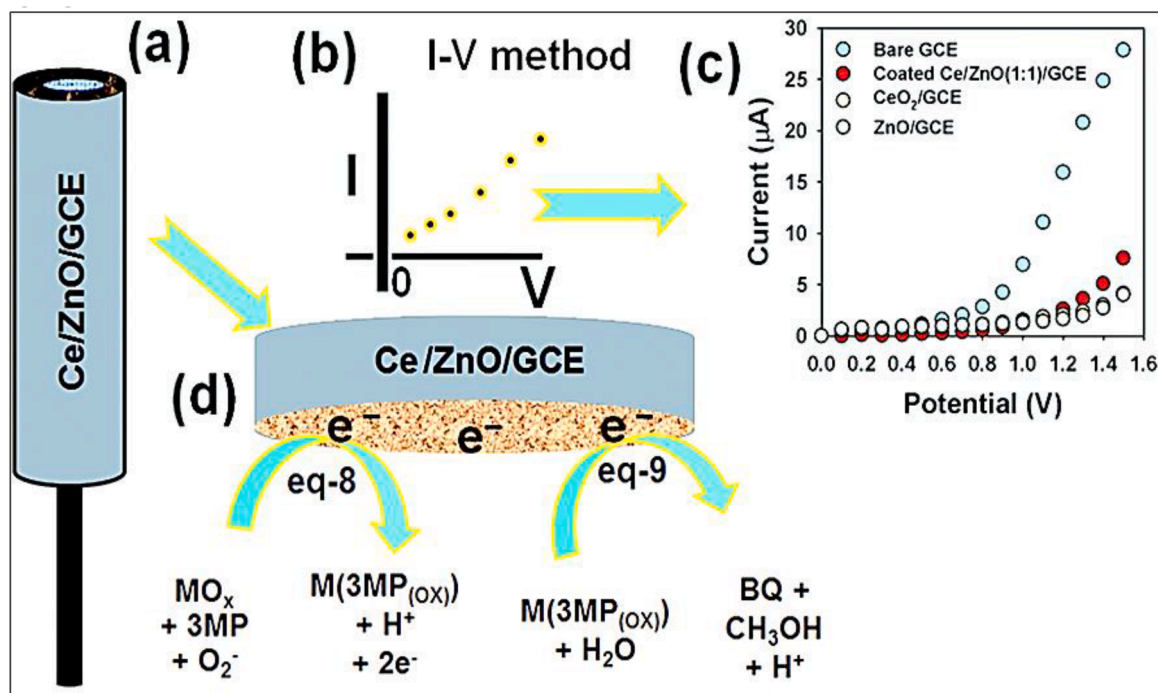 (a)
Ce/ZnO/GCE
(b)
I-V method
I
0
V
(c)
Current (µA)
30
25
20
15
10
5
0
Bare GCE
Coated Ce/ZnO(1:1)/GCE
CeO₂/GCE
ZnO/GCE
0.0 0.2 0.4 0.6 0.8 1.0 1.2 1.4 1.6
Potential (V)
(d)
Ce/ZnO/GCE
e⁻ e⁻ e⁻
eq-8
eq-9
MOₓ
+ 3MP
+ O₂⁻
M(3MP(OX))
+ H⁺
+ 2e⁻
M(3MP(OX))
+ H₂O
BQ +
CH₃OH
+ H⁺